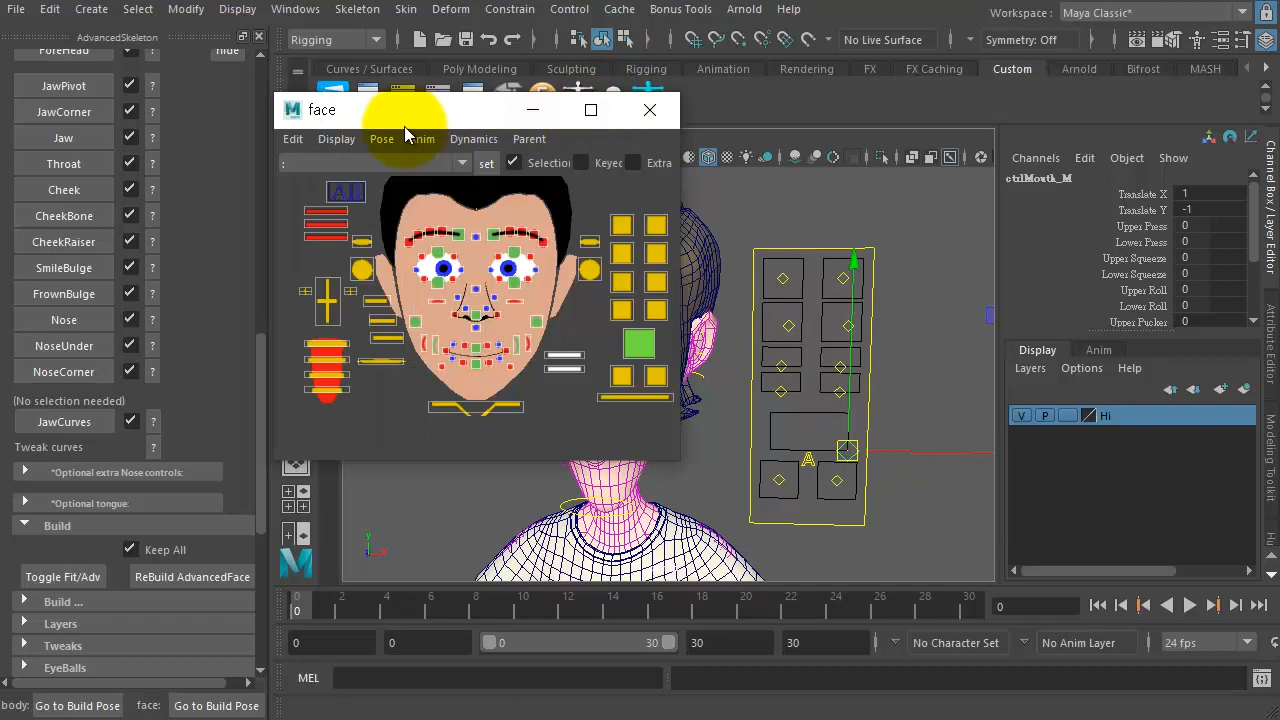 File Edit Create Select Modify Display Windows Skeleton Skin Deform Constrain Control Cache Bonus Tools Arnold Help Workspace : Maya Classic*
AdvancedSkeleton
Rigging
No Live Surface
Symmetry: Off
Curves / Surfaces Poly Modeling Sculpting Rigging Animation Rendering FX FX Caching Custom Arnold Bifrost MASH
ForeHead ? hide
JawPivot ?
JawCorner ?
Jaw ?
Throat ?
Cheek ?
CheekBone ?
CheekRaiser ?
SmileBulge ?
FrownBulge ?
Nose ?
NoseUnder ?
NoseCorner ?
(No selection needed)
JawCurves ?
Tweak curves ?
*Optional extra Nose controls:
*Optional tongue:
Build
Keep All
Toggle Fit/Adv ReBuild AdvancedFace
Build ...
Layers
Tweaks
EyeBalls
body: Go to Build Pose face: Go to Build Pose
face
Edit Display Pose Anim Dynamics Parent
: set Selection Keyed Extra
All
A
y
x
Channels Edit Object Show
ctrlMouth_M
Translate X 1
Translate Y -1
Upper Press 0
Lower Press 0
Upper Squeeze 0
Lower Squeeze 0
Upper Roll 0
Lower Roll 0
Upper Pucker 0
Display Anim
Layers Options Help
V P Hi
Channel Box / Layer Editor
Attribute Editor
Modeling Toolkit
Hu
0 2 4 6 8 10 12 14 16 18 20 22 24 26 28 30
0
0
0 0 0 30 30 30 No Character Set No Anim Layer 24 fps
MEL